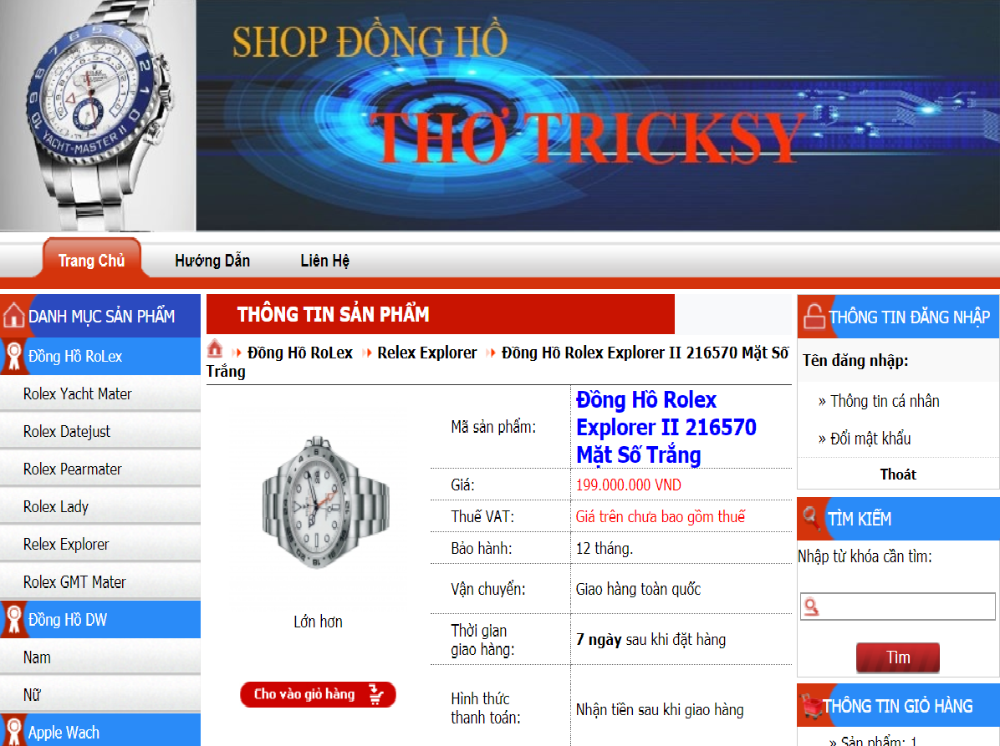 SHOP ĐỒNG HỒ
THƠ TRICKSY
YACHT-MASTER II
Trang Chủ
Hướng Dẫn
Liên Hệ
DANH MỤC SẢN PHẨM
Đồng Hồ RoLex
Rolex Yacht Mater
Rolex Datejust
Rolex Pearmater
Rolex Lady
Relex Explorer
Rolex GMT Mater
Đồng Hồ DW
Nam
Nữ
Apple Wach
THÔNG TIN SẢN PHẨM
Đồng Hồ RoLex Relex Explorer Đồng Hồ Rolex Explorer II 216570 Mặt Số
Trắng
Lớn hơn
Cho vào giỏ hàng
Mã sản phẩm:
Đồng Hồ Rolex
Explorer II 216570
Mặt Số Trắng
Giá:
199.000.000 VND
Thuế VAT:
Giá trên chưa bao gồm thuế
Bảo hành:
12 tháng.
Vận chuyển:
Giao hàng toàn quốc
Thời gian
giao hàng:
7 ngày sau khi đặt hàng
Hình thức
thanh toán:
Nhận tiền sau khi giao hàng
THÔNG TIN ĐĂNG NHẬP
Tên đăng nhập:
» Thông tin cá nhân
» Đổi mật khẩu
Thoát
TÌM KIẾM
Nhập từ khóa cần tìm:
Tìm
THÔNG TIN GIỎ HÀNG
» Sản phẩm: 1